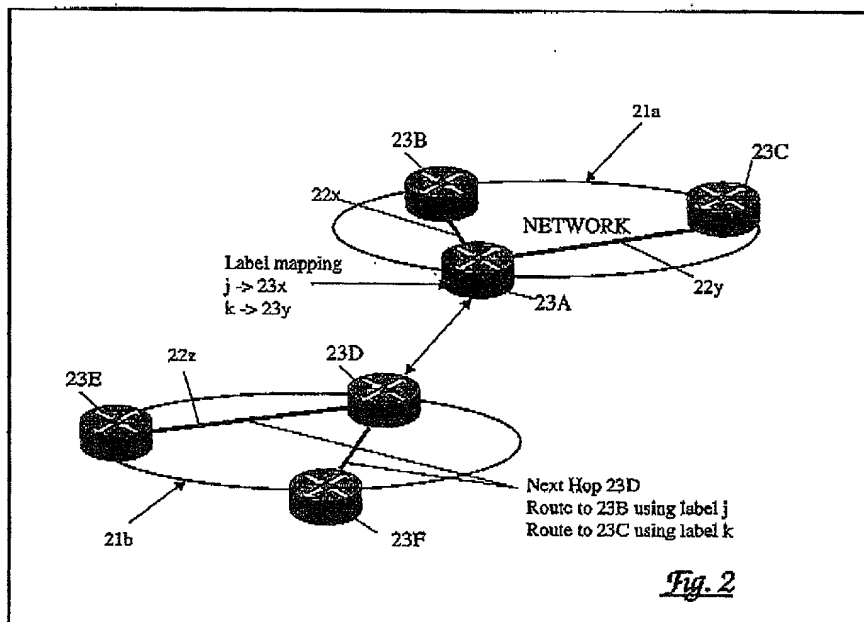 21a
23B
23C
22x
NETWORK
Label mapping
j -> 23x
k -> 23y
23A
22y
23D
22z
23E
Next Hop 23D
Route to 23B using label j
Route to 23C using label k
21b
23F
Fig. 2